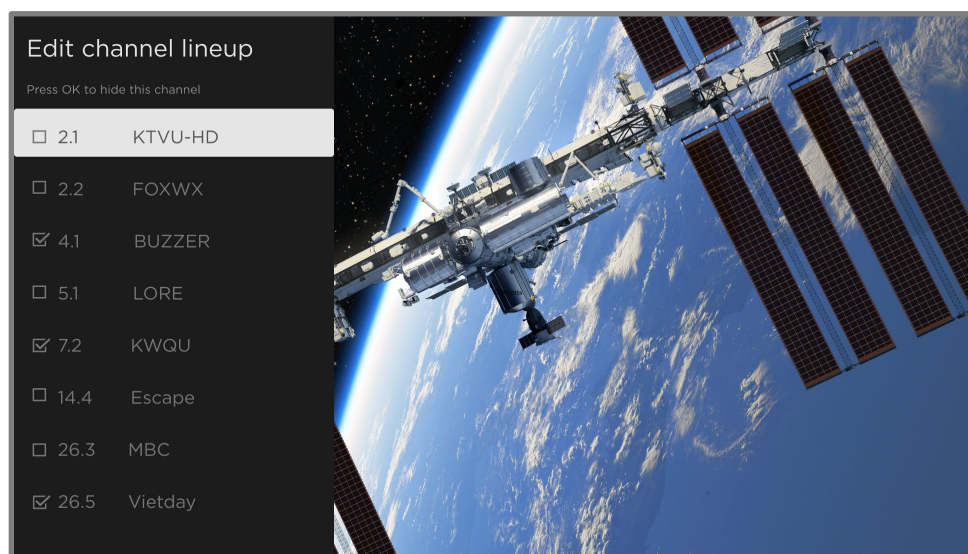 Edit channel lineup
Press OK to hide this channel
2.1 KTVU-HD
2.2 FOXWX
4.1 BUZZER
5.1 LORE
7.2 KWQU
14.4 Escape
26.3 MBC
26.5 Vietday